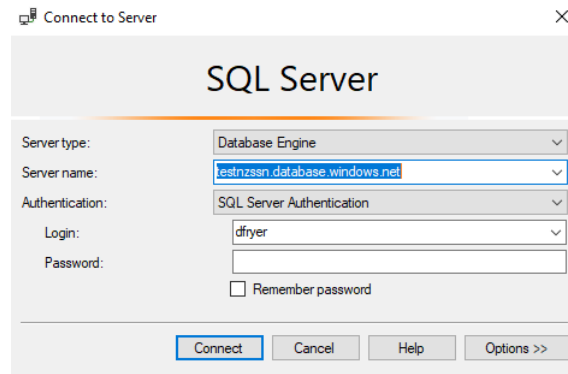 Connect to Server
SQL Server
Server type: Database Engine
Server name: testnzssn.database.windows.net
Authentication: SQL Server Authentication
Login: dfryer
Password:
Remember password
Connect Cancel Help Options >>